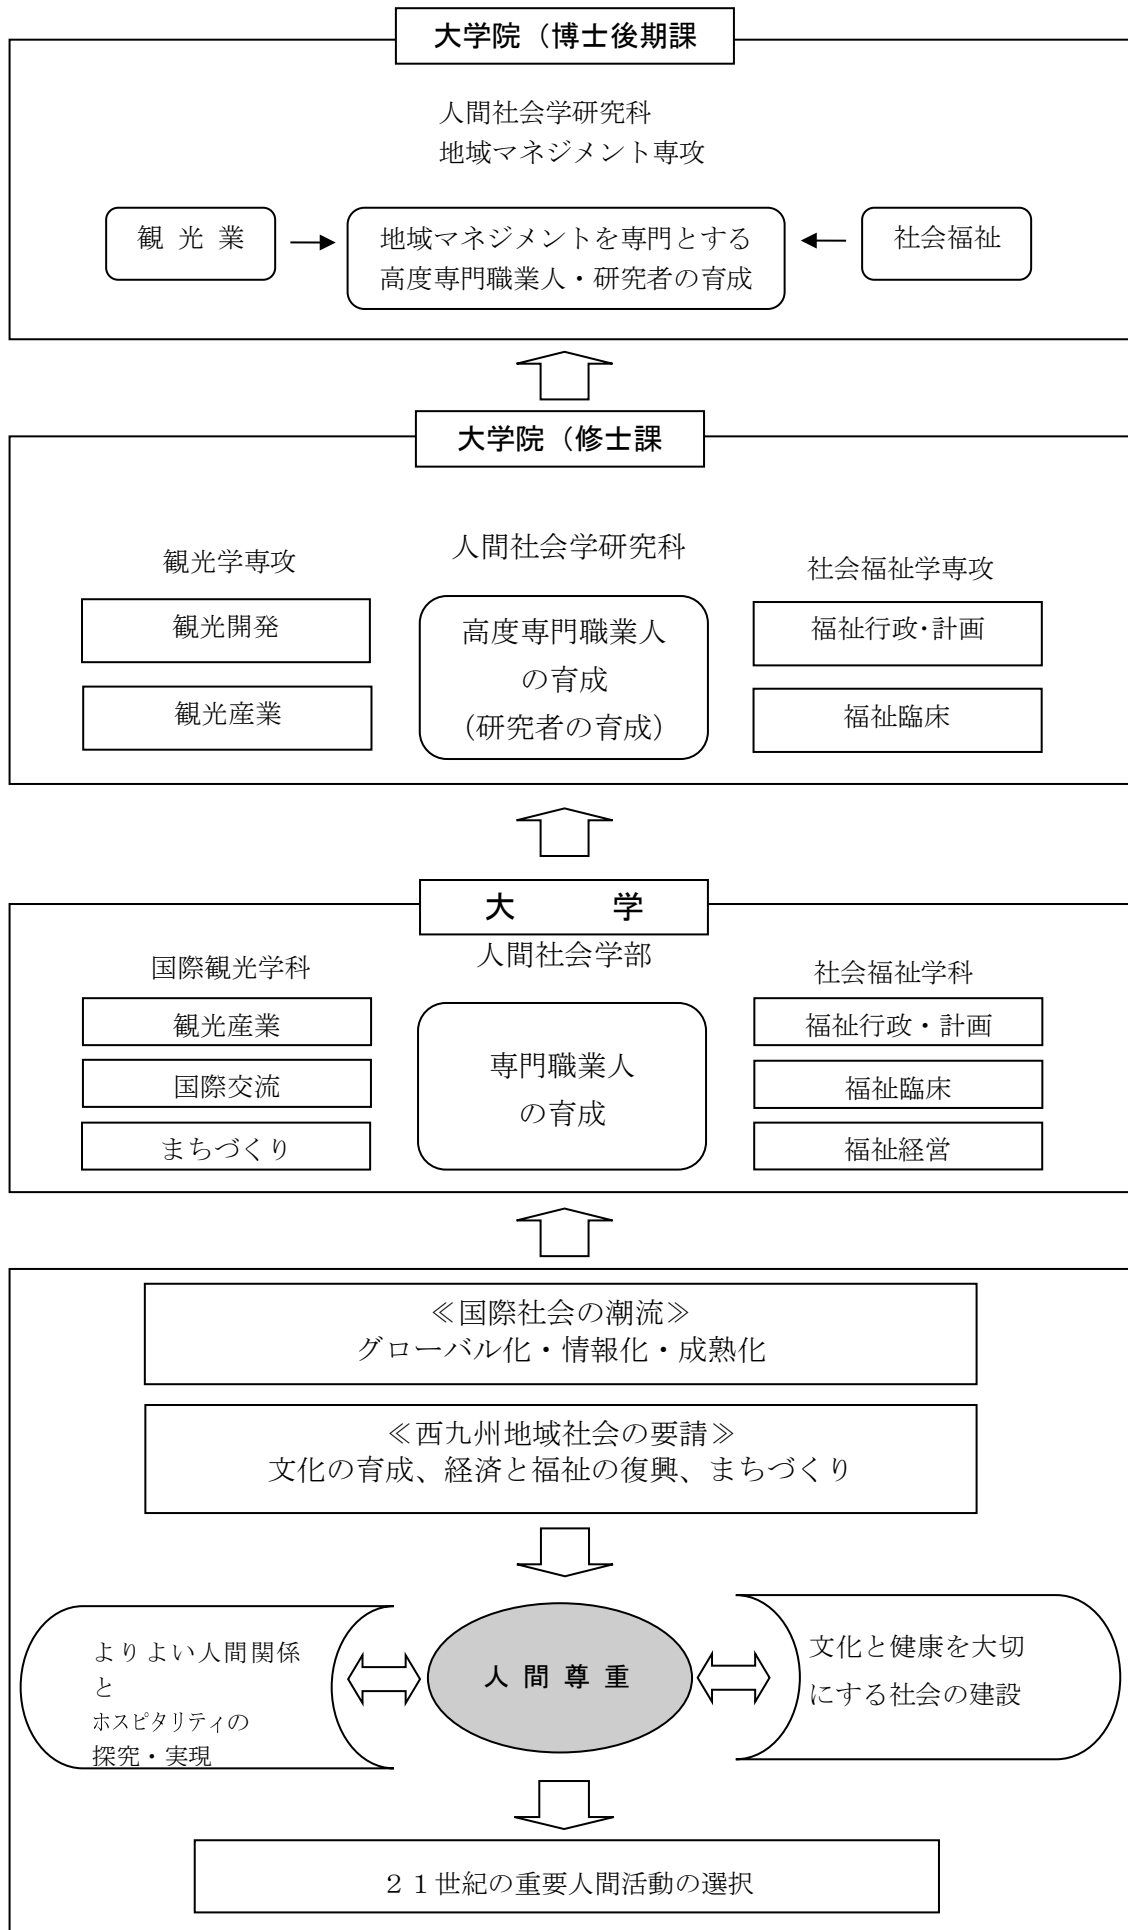 大学院（博士後期課
人間社会学研究科
地域マネジメント専攻
観 光 業
地域マネジメントを専門とする
高度専門職業人・研究者の育成
社会福祉
大学院（修士課
人間社会学研究科
観光学専攻
観光開発
観光産業
高度専門職業人
の育成
（研究者の育成）
社会福祉学専攻
福祉行政･計画
福祉臨床
大　　　学
人間社会学部
国際観光学科
観光産業
国際交流
まちづくり
専門職業人
の育成
社会福祉学科
福祉行政・計画
福祉臨床
福祉経営
≪国際社会の潮流≫
グローバル化・情報化・成熟化
≪西九州地域社会の要請≫
文化の育成、経済と福祉の復興、まちづくり
よりよい人間関係
と
ホスピタリティの
探究・実現
人 間 尊 重
文化と健康を大切
にする社会の建設
２１世紀の重要人間活動の選択